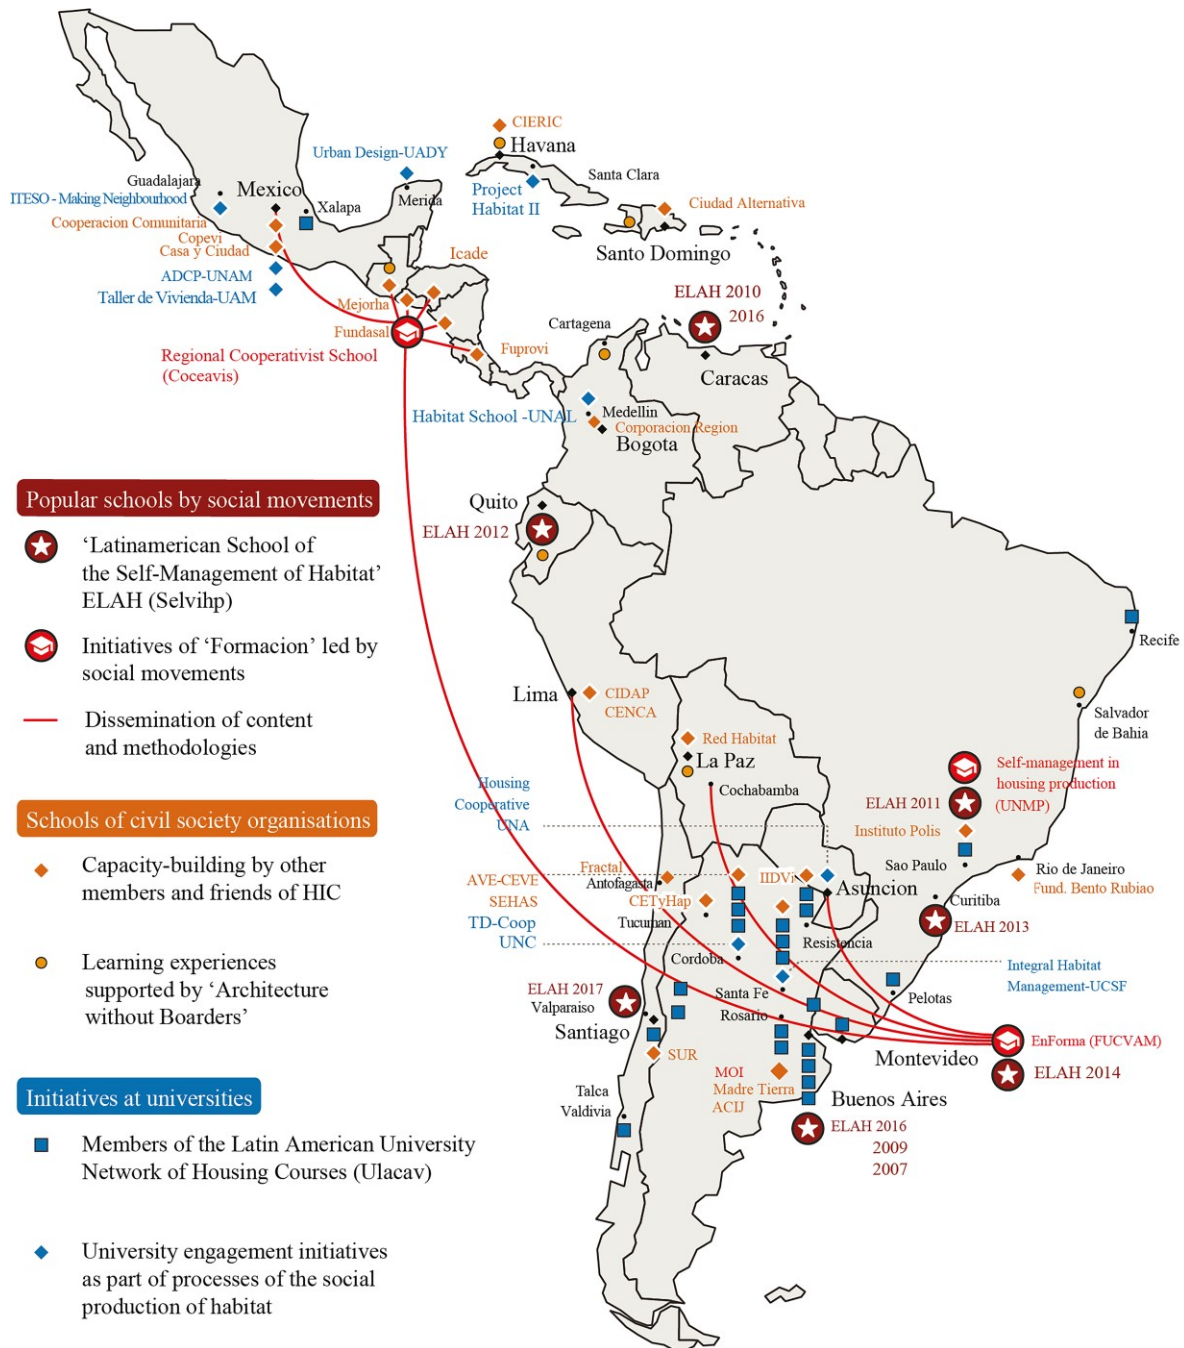 CIERIC
Havana
Urban Design-UADY
Santa Clara
Guadalajara
Mexico
Project
Habitat II
ITESO - Making Neighbourhood
Xalapa
Merida
Ciudad Alternativa
Cooperacion Comunitaria
Copevi
Casa y Ciudad
Santo Domingo
Icade
ADCP-UNAM
Taller de Vivienda-UAM
Mejorha
ELAH 2010
2016
Fundasal
Cartagena
Regional Cooperativist School
(Coceavis)
Fuprovi
Caracas
Habitat School -UNAL
Medellin
Corporacion Region
Bogota
Popular schools by social movements
Quito
ELAH 2012
‘Latinamerican School of
the Self-Management of Habitat’
ELAH (Selvihp)
Initiatives of ‘Formacion’ led by
social movements
Recife
Lima
CIDAP
CENCA
Dissemination of content
and methodologies
Salvador
de Bahia
Red Habitat
La Paz
Cochabamba
Self-management in
housing production
(UNMP)
Housing
Cooperative
UNA
ELAH 2011
Schools of civil society organisations
Instituto Polis
Capacity-building by other
members and friends of HIC
Fractal
Antofagasta
AVE-CEVE
SEHAS
CETyHap
IIDVi
Asuncion
Sao Paulo
Rio de Janeiro
Fund. Bento Rubiao
Curitiba
TD-Coop
UNC
Tucuman
Resistencia
ELAH 2013
Learning experiences
supported by ‘Architecture
without Boarders’
Cordoba
Integral Habitat
Management-UCSF
ELAH 2017
Valparaiso
Santiago
Santa Fe
Rosario
Pelotas
SUR
Montevideo
EnForma (FUCVAM)
ELAH 2014
MOI
Madre Tierra
ACIJ
Initiatives at universities
Talca
Valdivia
Buenos Aires
ELAH 2016
2009
2007
Members of the Latin American University
Network of Housing Courses (Ulacav)
University engagement initiatives
as part of processes of the social
production of habitat